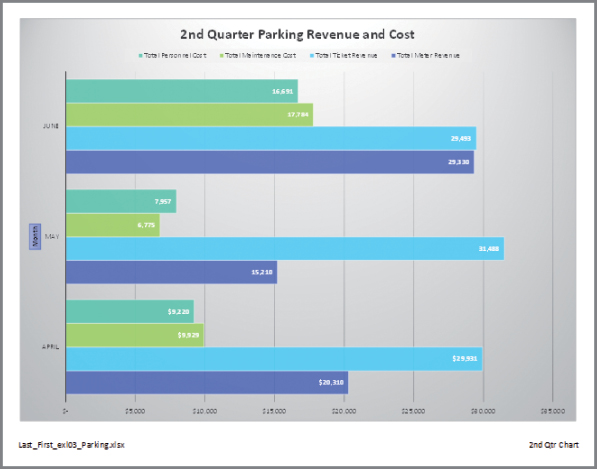 2nd Quarter Parking Revenue and Cost
Total Personnel Cost Total Maintenance Cost Total Ticket Revenue Total Meter Revenue
JUNE
16,691
17,784
29,493
29,330
Month
MAY
7,957
6,775
31,488
15,210
APRIL
$9,220
$9,929
$29,931
$20,310
$- $5,000 $10,000 $15,000 $20,000 $25,000 $30,000 $35,000
Last_First_exl03_Parking.xlsx 2nd Qtr Chart